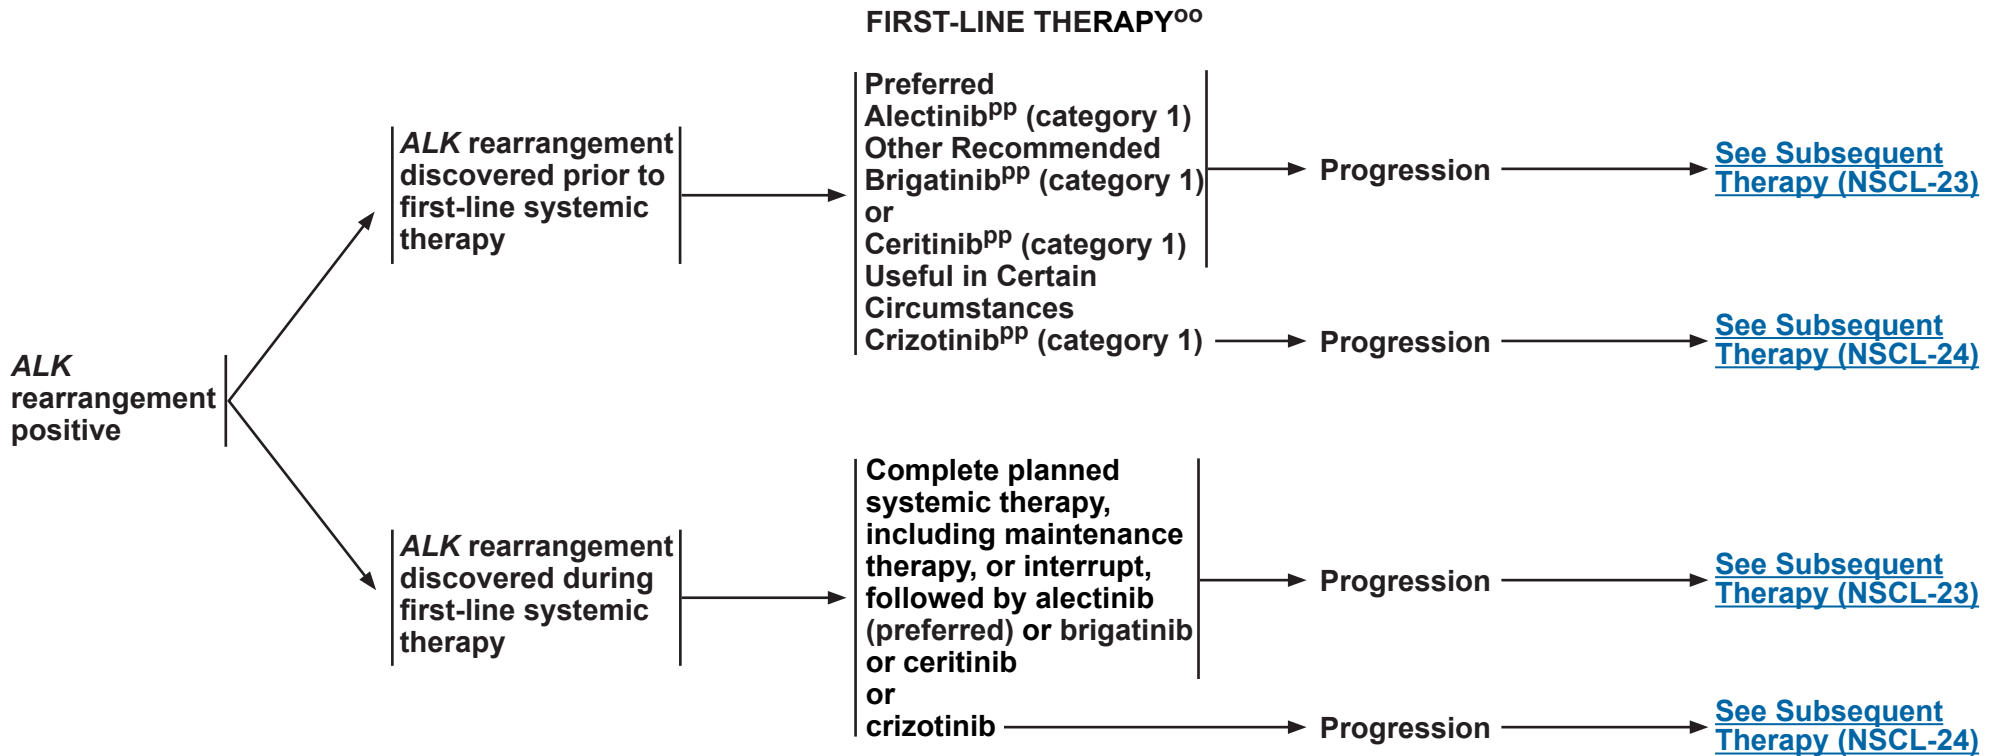 FIRST-LINE THERAPYoo
ALK
rearrangement
positive
ALK rearrangement
discovered prior to
first-line systemic
therapy
Preferred
Alectinibpp (category 1)
Other Recommended
Brigatinibpp (category 1)
or
Ceritinibpp (category 1)
Useful in Certain
Circumstances
Crizotinibpp (category 1)
Progression
See Subsequent
Therapy (NSCL-23)
Progression
See Subsequent
Therapy (NSCL-24)
ALK rearrangement
discovered during
first-line systemic
therapy
Complete planned
systemic therapy,
including maintenance
therapy, or interrupt,
followed by alectinib
(preferred) or brigatinib
or ceritinib
or
crizotinib
Progression
See Subsequent
Therapy (NSCL-23)
Progression
See Subsequent
Therapy (NSCL-24)